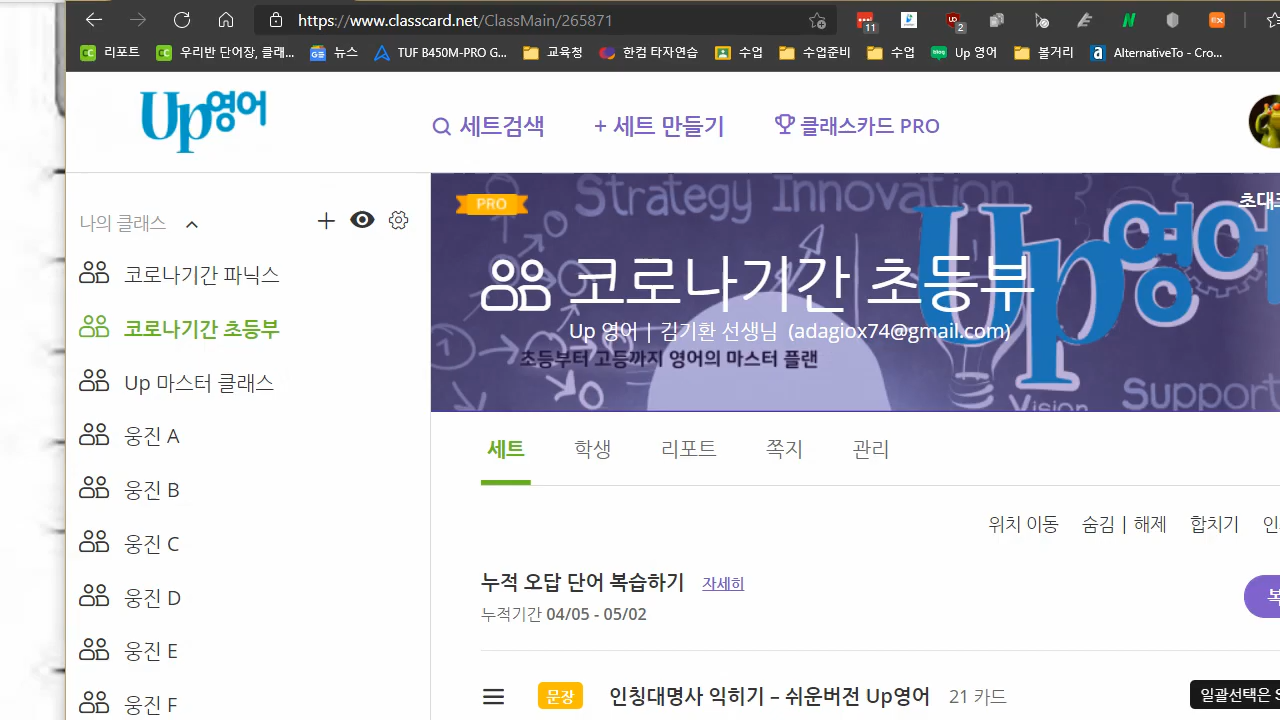 https://www.classcard.net/ClassMain/265871
11
2
리포트
우리반 단어장, 클래...
뉴스
TUF B450M-PRO G...
교육청
한컴 타자연습
수업
수업준비
수업
Up 영어
볼거리
AlternativeTo - Cro...
Up영어
세트검색
+ 세트 만들기
클래스카드 PRO
나의 클래스
코로나기간 파닉스
코로나기간 초등부
Up 마스터 클래스
웅진 A
웅진 B
웅진 C
웅진 D
웅진 E
웅진 F
PRO
Strategy Innovation
Up영어
코로나기간 초등부
Up 영어 | 김기환 선생님 (adagiox74@gmail.com)
초등부터 고등까지 영어의 마스터 플랜
Vision
Support
세트
학생
리포트
쪽지
관리
위치 이동
숨김 | 해제
합치기
누적 오답 단어 복습하기 자세히
누적기간 04/05 - 05/02
문장
인칭대명사 익히기 – 쉬운버전 Up영어 21 카드
일괄선택은